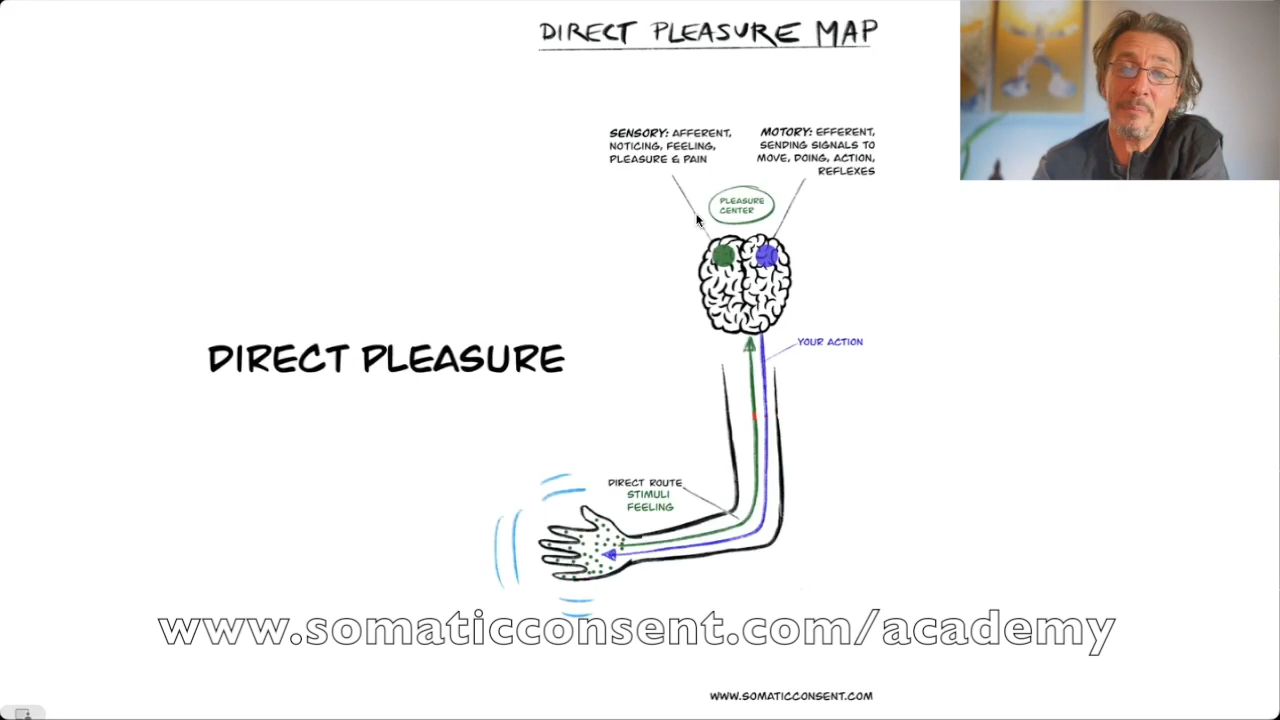 DIRECT PLEASURE MAP
SENSORY: AFFERENT,
NOTICING, FEELING,
PLEASURE & PAIN
MOTORY: EFFERENT,
SENDING SIGNALS TO
MOVE, DOING, ACTION,
REFLEXES
PLEASURE
CENTER
YOUR ACTION
DIRECT PLEASURE
DIRECT ROUTE
STIMULI
FEELING
www.somaticconsent.com/academy
WWW.SOMATICCONSENT.COM